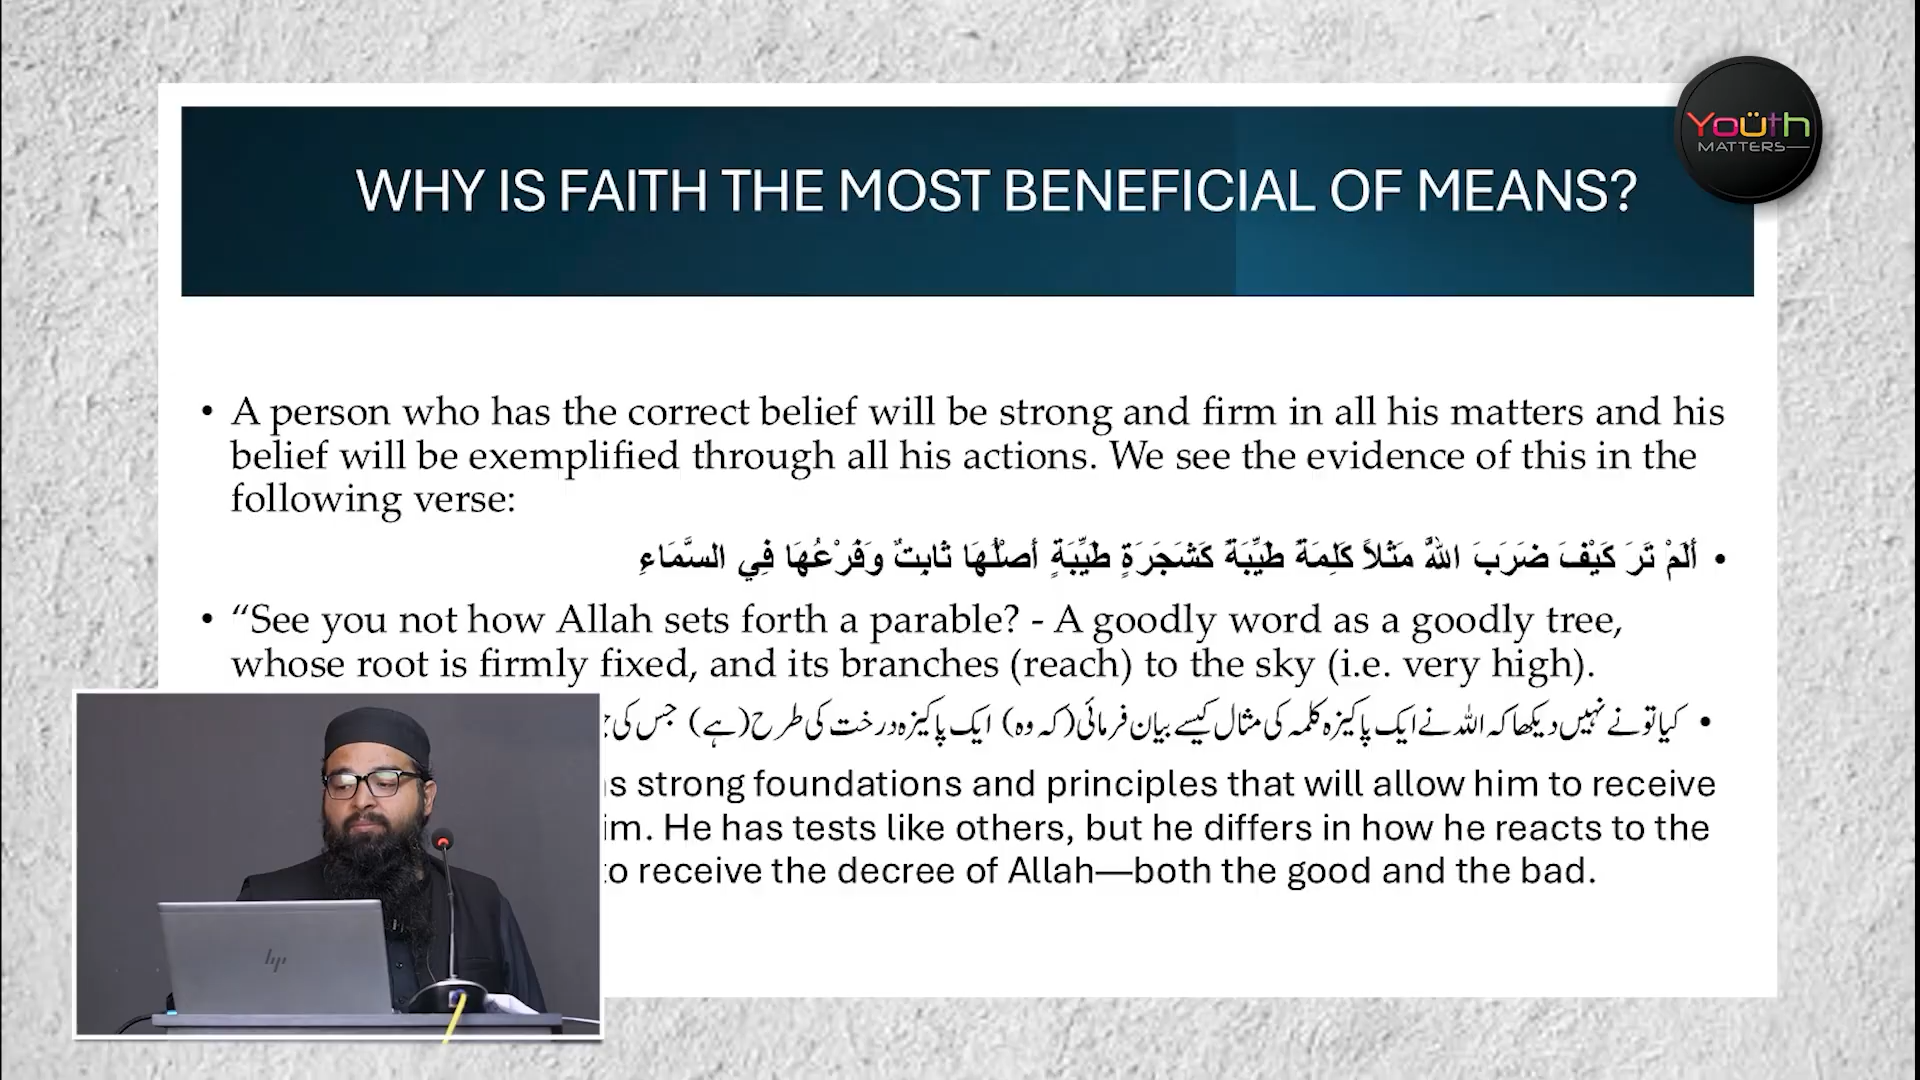 Yoüth
MATTERS
WHY IS FAITH THE MOST BENEFICIAL OF MEANS?
• A person who has the correct belief will be strong and firm in all his matters and his
belief will be exemplified through all his actions. We see the evidence of this in the
following verse:
• أَلَمْ تَرَ كَيْفَ ضَرَبَ اللهُ مَثَلاً كَلِمَةً طَيِّبَةً كَشَجَرَةٍ طَيِّبَةٍ أَصْلُهَا ثَابِتٌ وَفَرْعُهَا فِي السَّمَاءِ
• “See you not how Allah sets forth a parable? - A goodly word as a goodly tree,
whose root is firmly fixed, and its branches (reach) to the sky (i.e. very high).
• کیا تو نے نہیں دیکھا کہ اللہ نے ایک پاکیزہ کلمہ کی مثال کیسے بیان فرمائی (کہ وہ) ایک پاکیزہ درخت کی طرح (ہے) جس کی
strong foundations and principles that will allow him to receive
He has tests like others, but he differs in how he reacts to the
to receive the decree of Allah—both the good and the bad.
hp